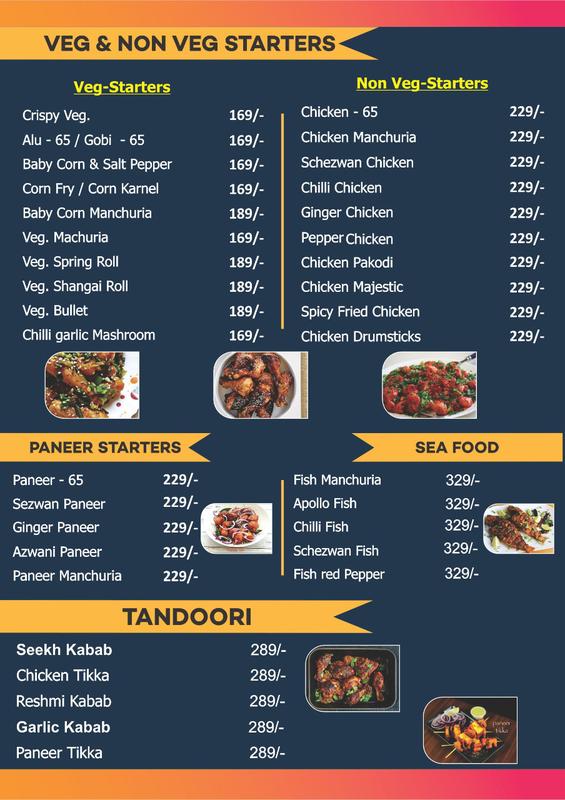 VEG & NON VEG STARTERS
Veg-Starters
Crispy Veg. 169/-
Alu - 65 / Gobi - 65 169/-
Baby Corn & Salt Pepper 169/-
Corn Fry / Corn Karnel 169/-
Baby Corn Manchuria 189/-
Veg. Machuria 169/-
Veg. Spring Roll 189/-
Veg. Shangai Roll 189/-
Veg. Bullet 189/-
Chilli garlic Mashroom 169/-
Non Veg-Starters
Chicken - 65 229/-
Chicken Manchuria 229/-
Schezwan Chicken 229/-
Chilli Chicken 229/-
Ginger Chicken 229/-
Pepper Chicken 229/-
Chicken Pakodi 229/-
Chicken Majestic 229/-
Spicy Fried Chicken 229/-
Chicken Drumsticks 229/-
PANEER STARTERS
Paneer - 65 229/-
Sezwan Paneer 229/-
Ginger Paneer 229/-
Azwani Paneer 229/-
Paneer Manchuria 229/-
SEA FOOD
Fish Manchuria 329/-
Apollo Fish 329/-
Chilli Fish 329/-
Schezwan Fish 329/-
Fish red Pepper 329/-
TANDOORI
Seekh Kabab 289/-
Chicken Tikka 289/-
Reshmi Kabab 289/-
Garlic Kabab 289/-
Paneer Tikka 289/-
paneer
tikka